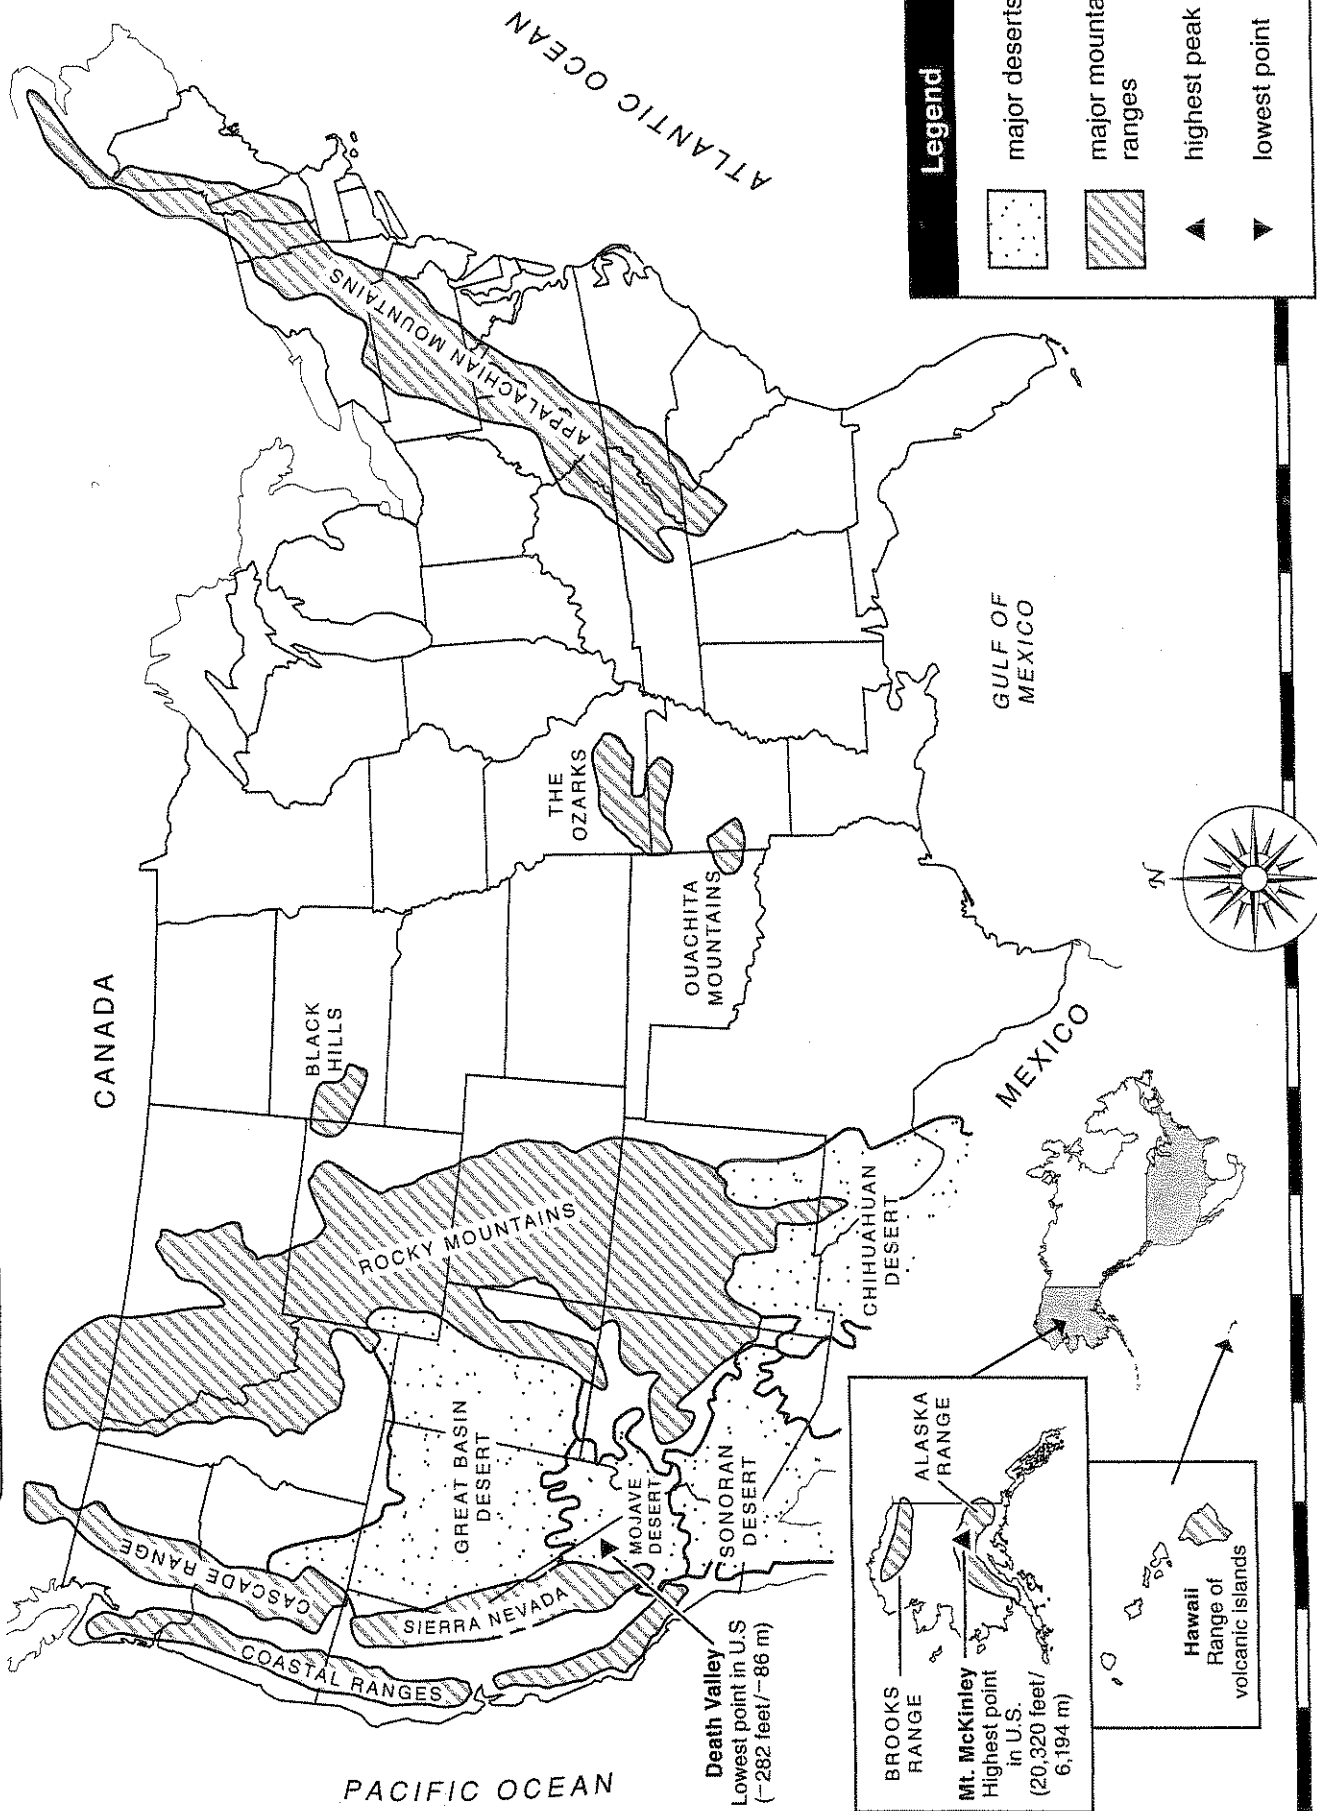 CANADA
PACIFIC OCEAN
ATLANTIC OCEAN
GULF OF
MEXICO
MEXICO
COASTAL RANGES
CASCADE RANGE
SIERRA NEVADA
GREAT BASIN
DESERT
MOJAVE
DESERT
SONORAN
DESERT
CHIHUAHUAN
DESERT
ROCKY MOUNTAINS
BLACK
HILLS
THE
OZARKS
OUACHITA
MOUNTAINS
APPALACHIAN MOUNTAINS
Death Valley
Lowest point in U.S
(−282 feet/−86 m)
BROOKS
RANGE
ALASKA
RANGE
Mt. McKinley
Highest point
in U.S.
(20,320 feet/
6,194 m)
Hawaii
Range of
volcanic islands
N
Legend
major deserts
major mounta
ranges
highest peak
lowest point